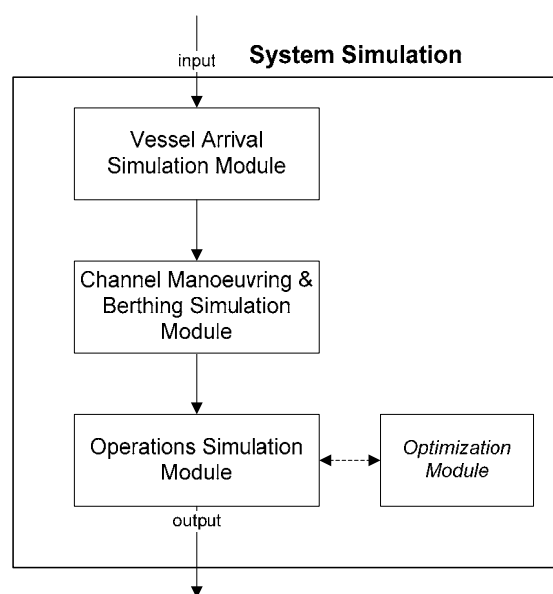 System Simulation
input
Vessel Arrival
Simulation Module
Channel Manoeuvring &
Berthing Simulation
Module
Operations Simulation
Module
Optimization
Module
output